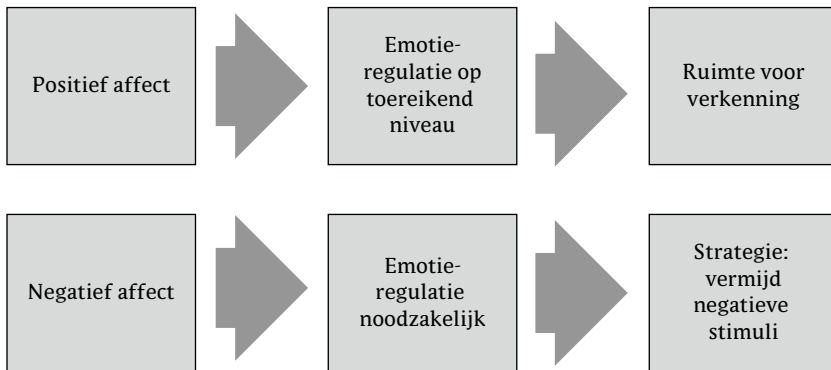 Positief affect
Emotie-
regulatie op
toereikend
niveau
Ruimte voor
verkenning
Negatief affect
Emotie-
regulatie
noodzakelijk
Strategie:
vermijd
negatieve
stimuli